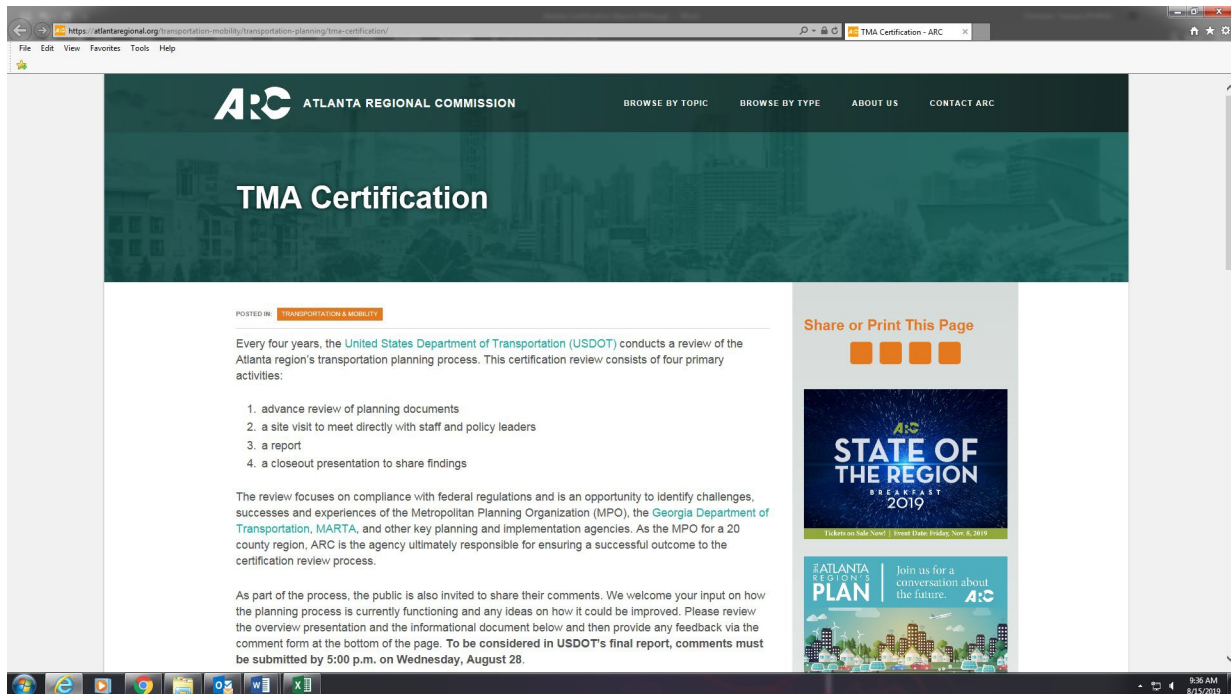 https://atlantaregional.org/transportation-mobility/transportation-planning/tma-certification/
TMA Certification - ARC
File Edit View Favorites Tools Help
ARC ATLANTA REGIONAL COMMISSION
BROWSE BY TOPIC BROWSE BY TYPE ABOUT US CONTACT ARC
TMA Certification
POSTED IN: TRANSPORTATION & MOBILITY
Every four years, the United States Department of Transportation (USDOT) conducts a review of the
Atlanta region's transportation planning process. This certification review consists of four primary
activities:
1. advance review of planning documents
2. a site visit to meet directly with staff and policy leaders
3. a report
4. a closeout presentation to share findings
The review focuses on compliance with federal regulations and is an opportunity to identify challenges,
successes and experiences of the Metropolitan Planning Organization (MPO), the Georgia Department of
Transportation, MARTA, and other key planning and implementation agencies. As the MPO for a 20
county region, ARC is the agency ultimately responsible for ensuring a successful outcome to the
certification review process.
As part of the process, the public is also invited to share their comments. We welcome your input on how
the planning process is currently functioning and any ideas on how it could be improved. Please review
the overview presentation and the informational document below and then provide any feedback via the
comment form at the bottom of the page. To be considered in USDOT's final report, comments must
be submitted by 5:00 p.m. on Wednesday, August 28.
Share or Print This Page
ARC
STATE OF
THE REGION
BREAKFAST
2019
Tickets on Sale Now! | Event Date: Friday, Nov. 8, 2019
THE ATLANTA
REGION'S
PLAN
Join us for a
conversation about
the future. ARC
9:36 AM
8/15/2019